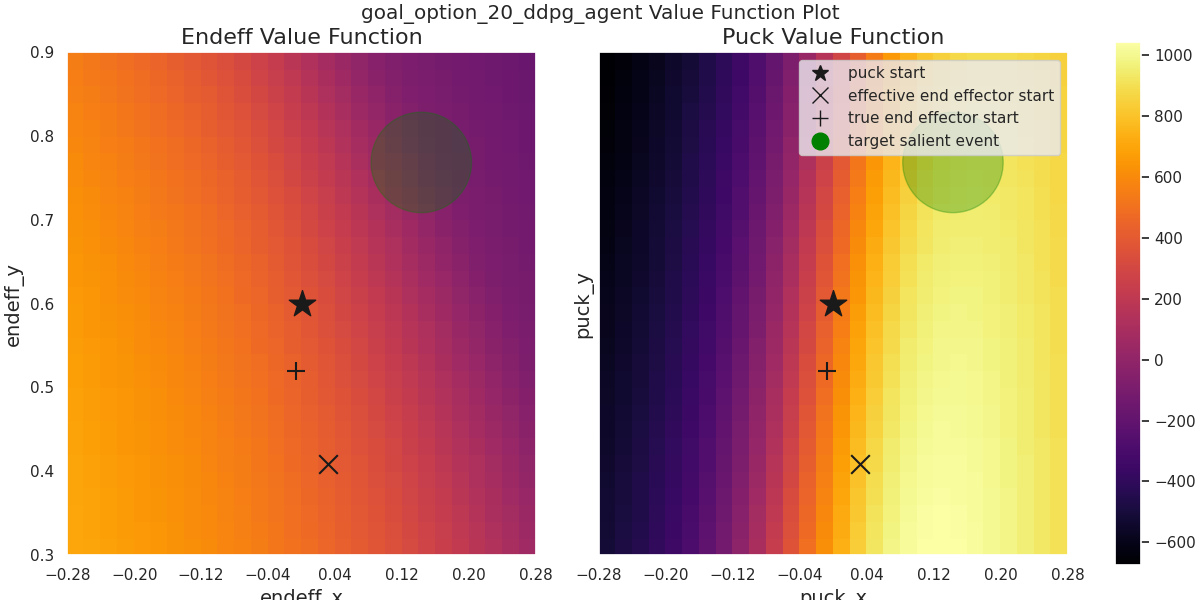 goal_option_20_ddpg_agent Value Function Plot
Endeff Value Function
endeff_y
0.9
0.8
0.7
0.6
0.5
0.4
0.3
−0.28 −0.20 −0.12 −0.04 0.04 0.12 0.20 0.28
endeff_x
Puck Value Function
puck start
effective end effector start
true end effector start
target salient event
puck_y
−0.28 −0.20 −0.12 −0.04 0.04 0.12 0.20 0.28
puck_x
1000
800
600
400
200
0
−200
−400
−600